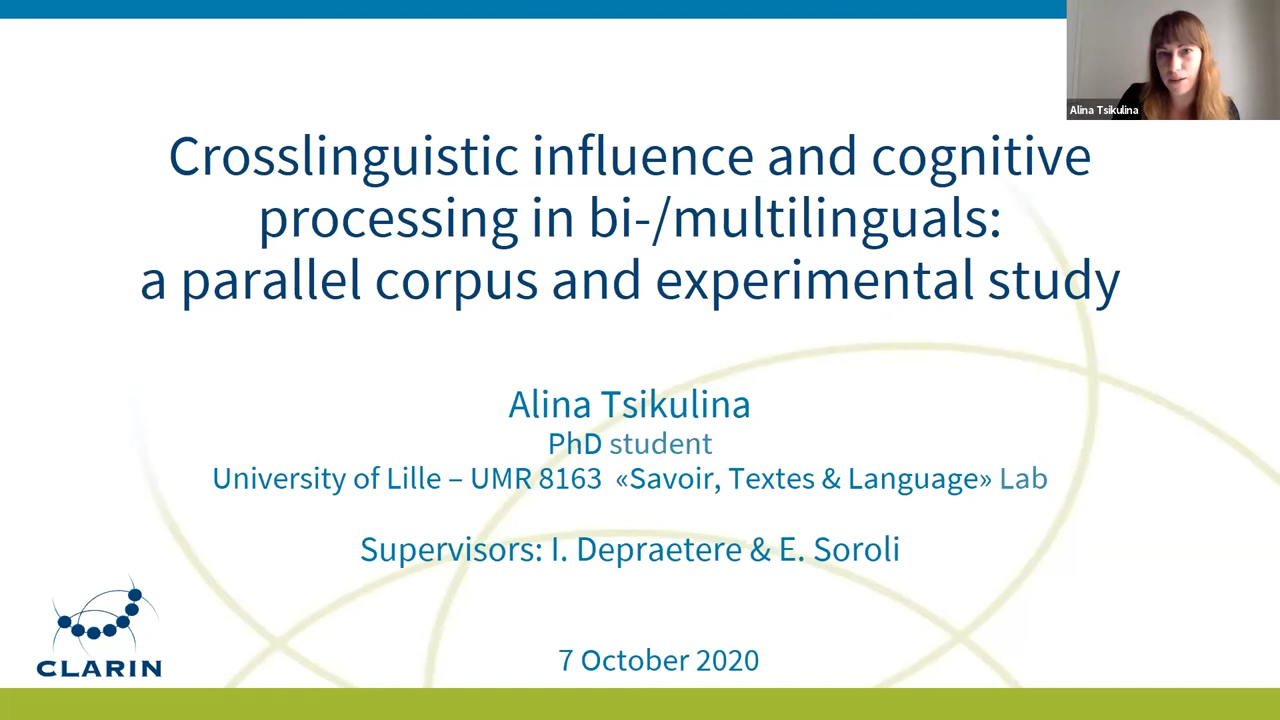 Alina Tsikulina
Crosslinguistic influence and cognitive
processing in bi-/multilinguals:
a parallel corpus and experimental study
Alina Tsikulina
PhD student
University of Lille – UMR 8163 «Savoir, Textes & Language» Lab
Supervisors: I. Depraetere & E. Soroli
CLARIN
7 October 2020